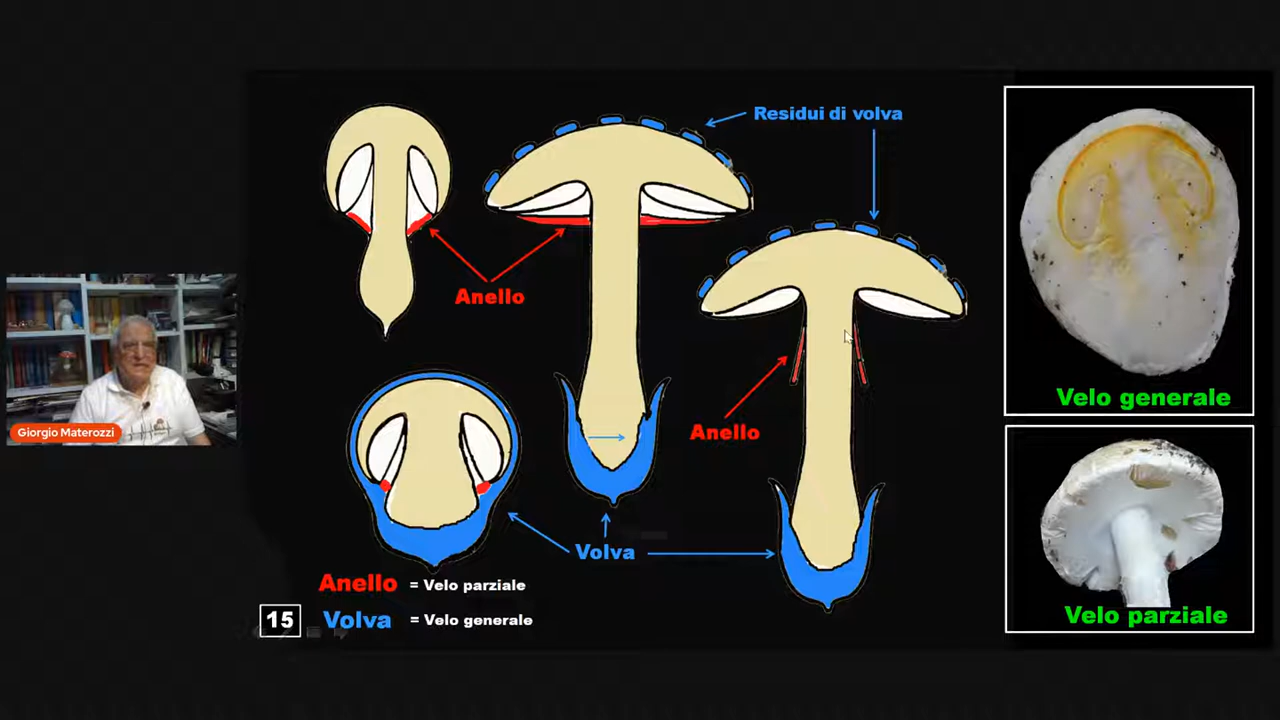 Residui di volva
Anello
Anello
Volva
Anello = Velo parziale
15 Volva = Velo generale
Velo generale
Velo parziale
Giorgio Materozzi